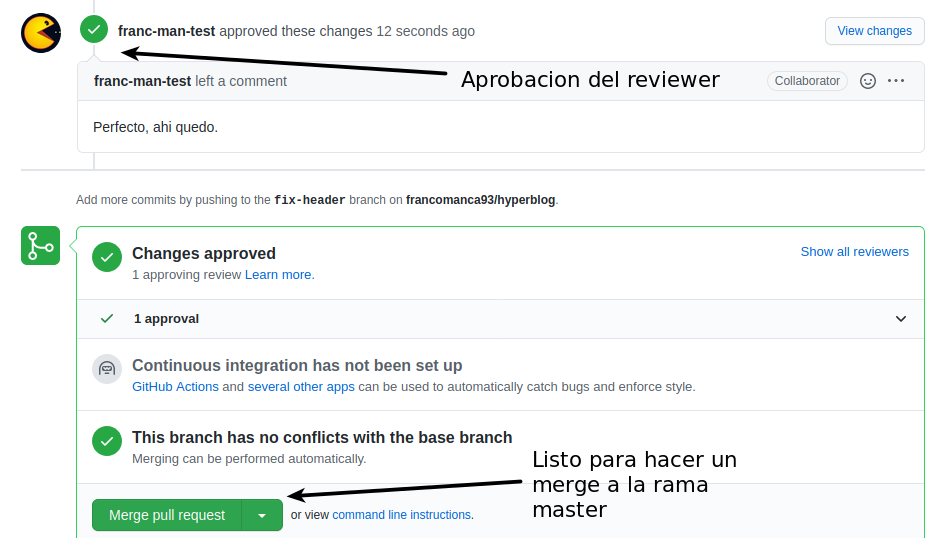 franc-man-test approved these changes 12 seconds ago
View changes
Aprobacion del reviewer
franc-man-test left a comment
Collaborator
Perfecto, ahi quedo.
Add more commits by pushing to the fix-header branch on francomanca93/hyperblog.
Changes approved
Show all reviewers
1 approving review Learn more.
1 approval
Continuous integration has not been set up
GitHub Actions and several other apps can be used to automatically catch bugs and enforce style.
This branch has no conflicts with the base branch
Merging can be performed automatically.
Listo para hacer un
merge a la rama
master
Merge pull request
or view command line instructions.